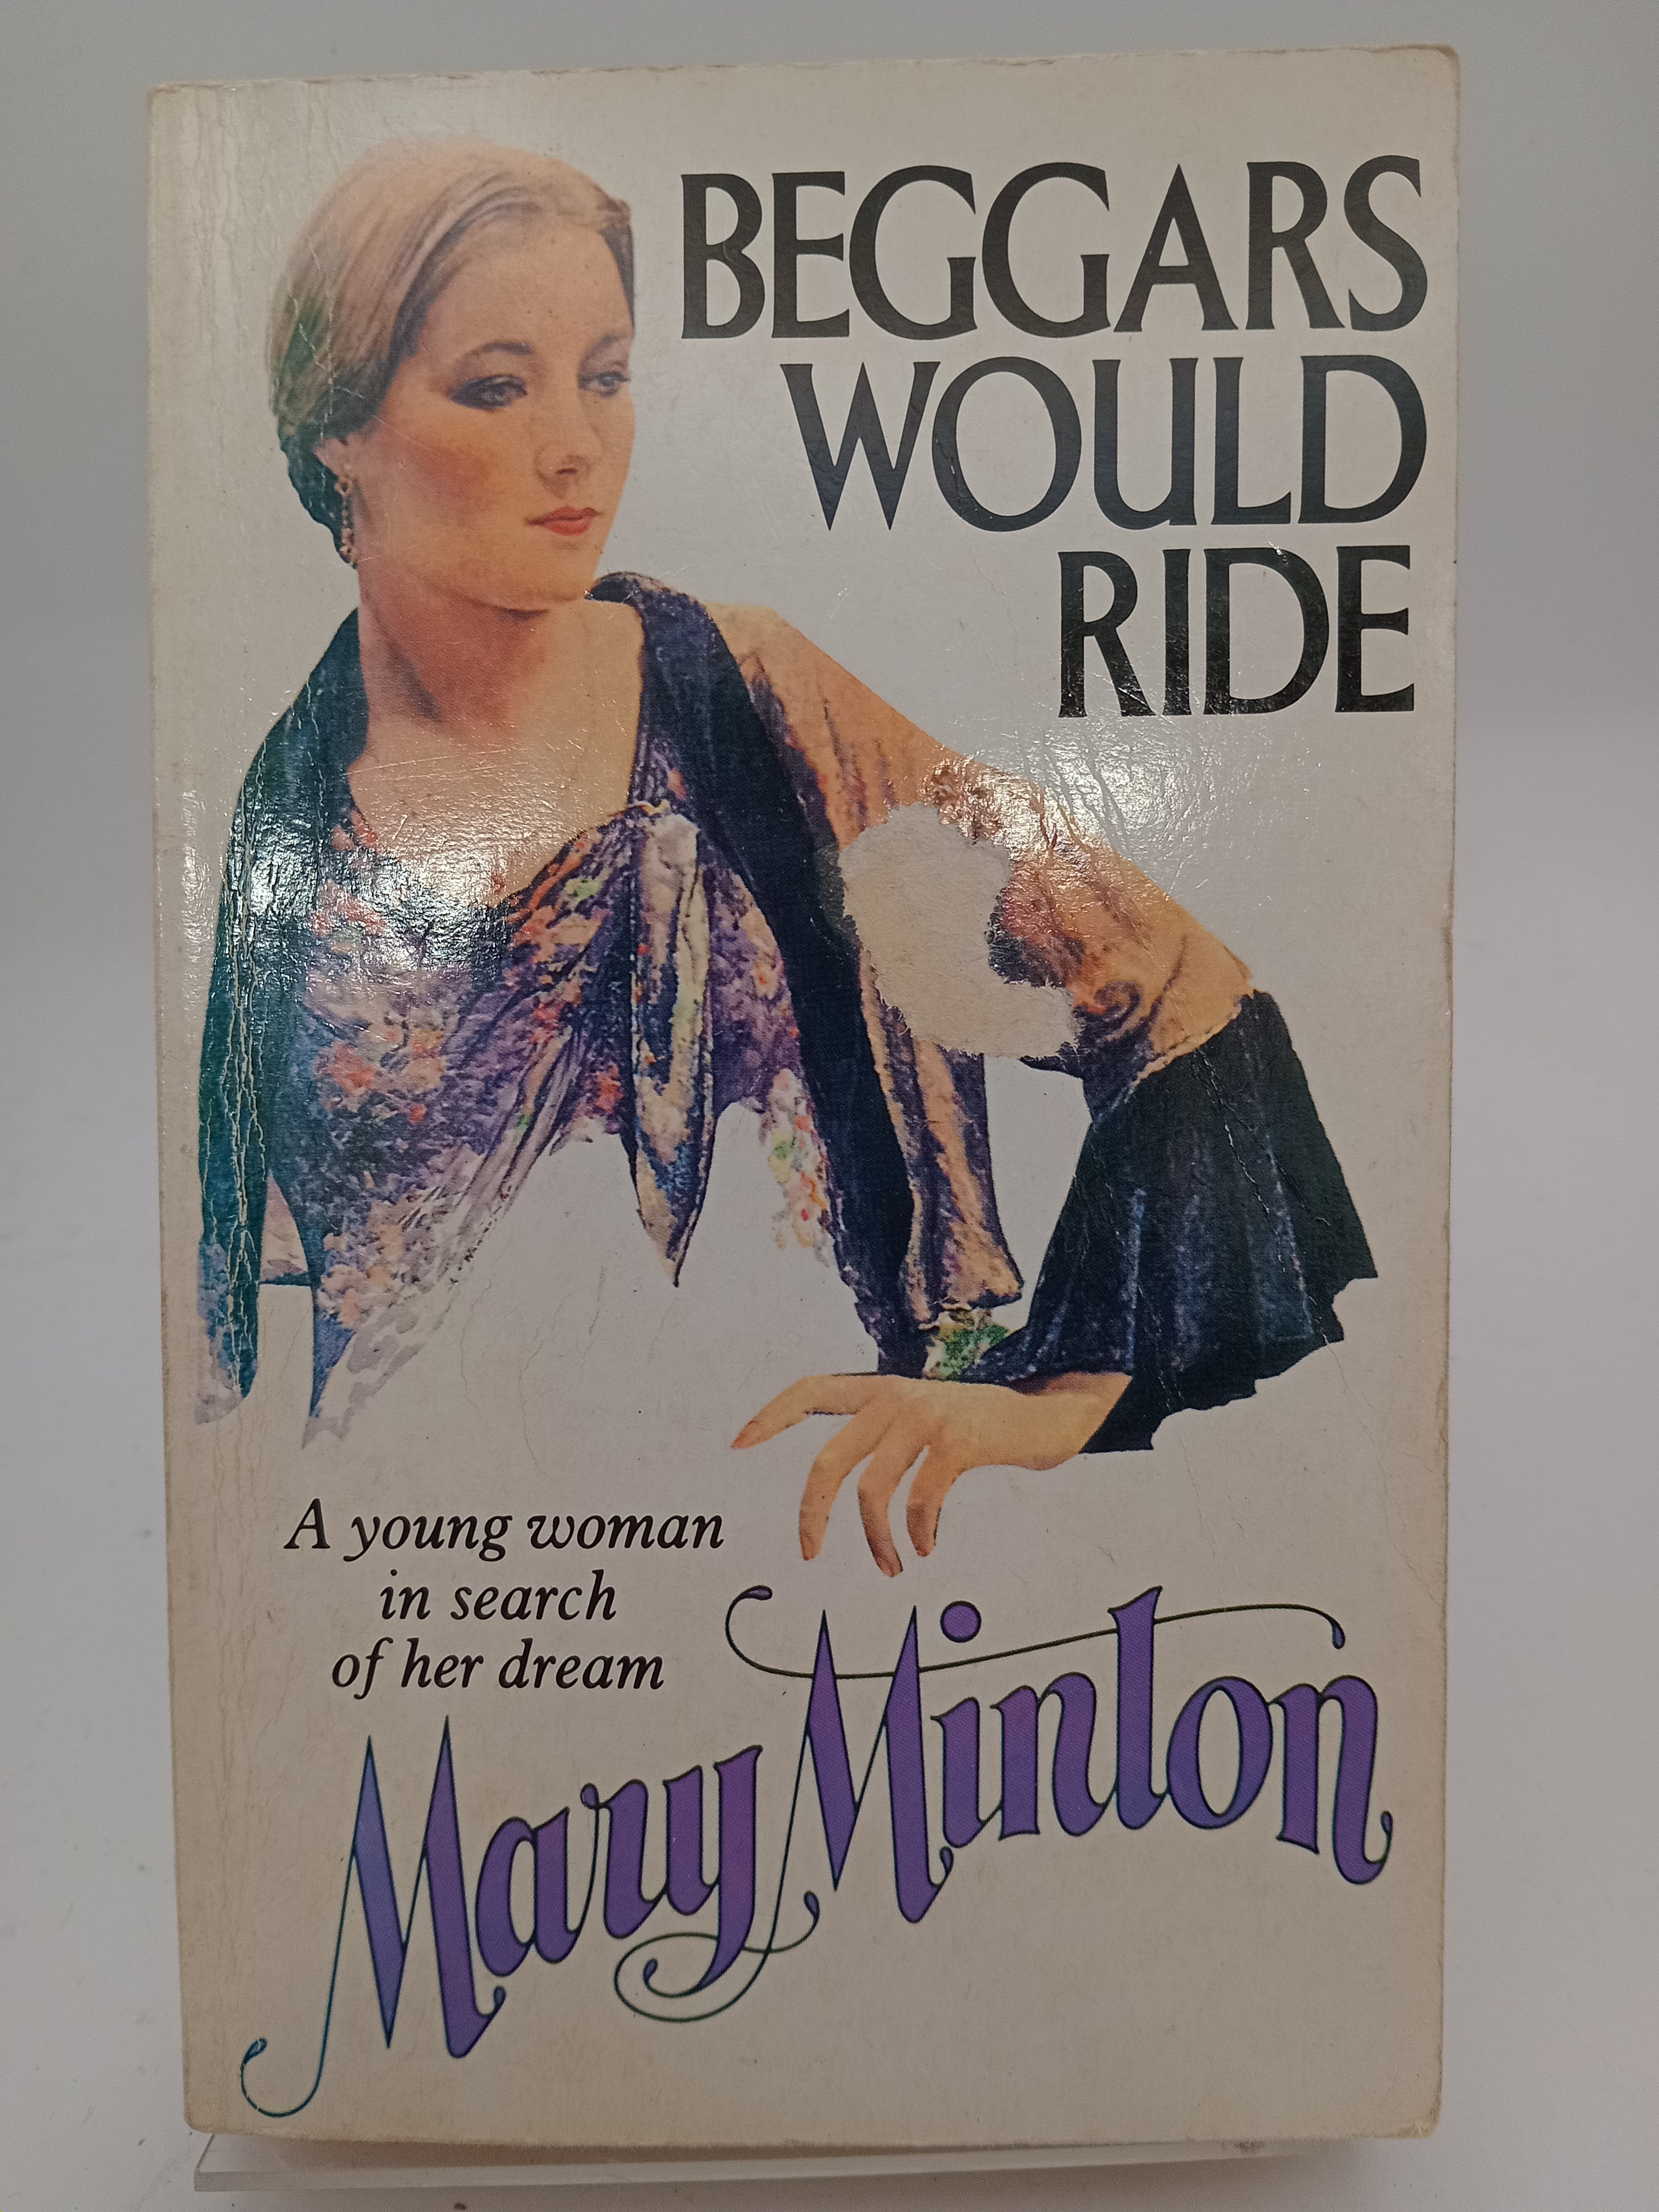 BEGGARS
WOULD
RIDE
A young woman
in search
of her dream
Mary Minton